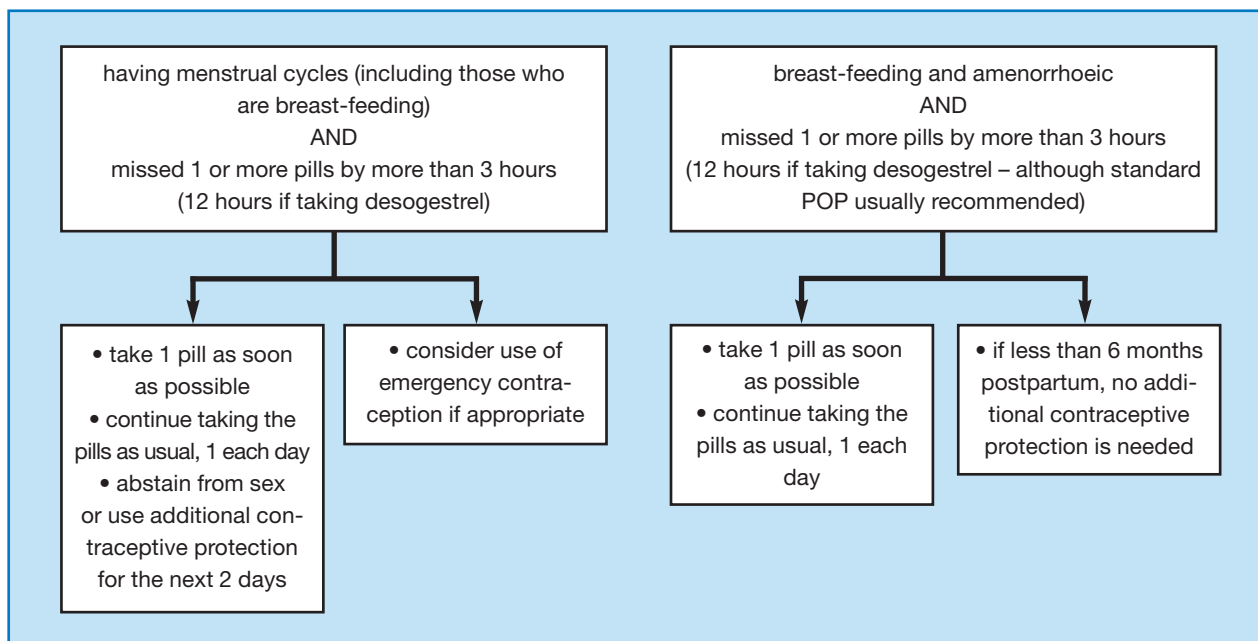 having menstrual cycles (including those who
are breast-feeding)
AND
missed 1 or more pills by more than 3 hours
(12 hours if taking desogestrel)
breast-feeding and amenorrhoeic
AND
missed 1 or more pills by more than 3 hours
(12 hours if taking desogestrel – although standard
POP usually recommended)
• take 1 pill as soon
as possible
• continue taking the
pills as usual, 1 each day
• abstain from sex
or use additional con-
traceptive protection
for the next 2 days
• consider use of
emergency contra-
ception if appropriate
• take 1 pill as soon
as possible
• continue taking the
pills as usual, 1 each
day
• if less than 6 months
postpartum, no addi-
tional contraceptive
protection is needed